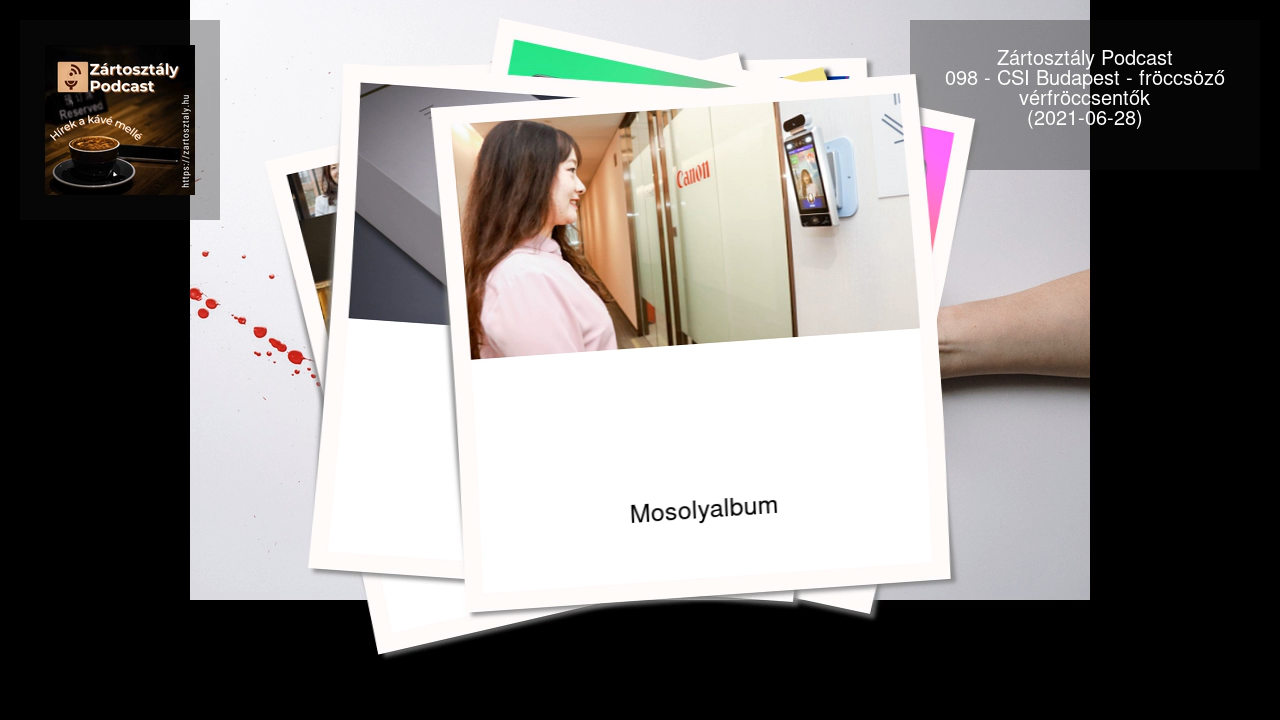 Zártosztály
Podcast
Reserved
Hírek a kávé mellé
https://zartosztaly.hu
Zártosztály Podcast
098 - CSI Budapest - fröccsöző
vérfröccsentők
(2021-06-28)
Canon
Mosolyalbum